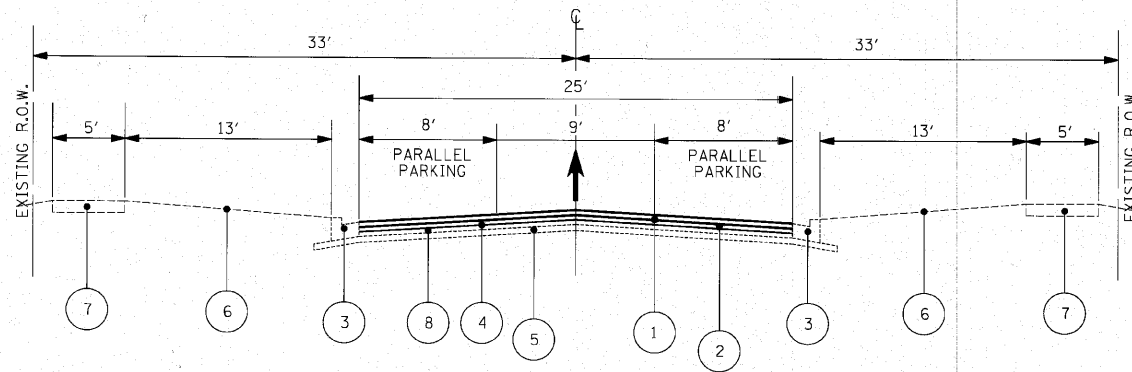 ℄
33' 33'
25'
5' 13' 8' 9' 8' 13' 5'
PARALLEL PARKING PARALLEL PARKING
EXISTING R.O.W.
EXISTING R.O.W.
7 6 3 8 4 5 1 2 3 6 7